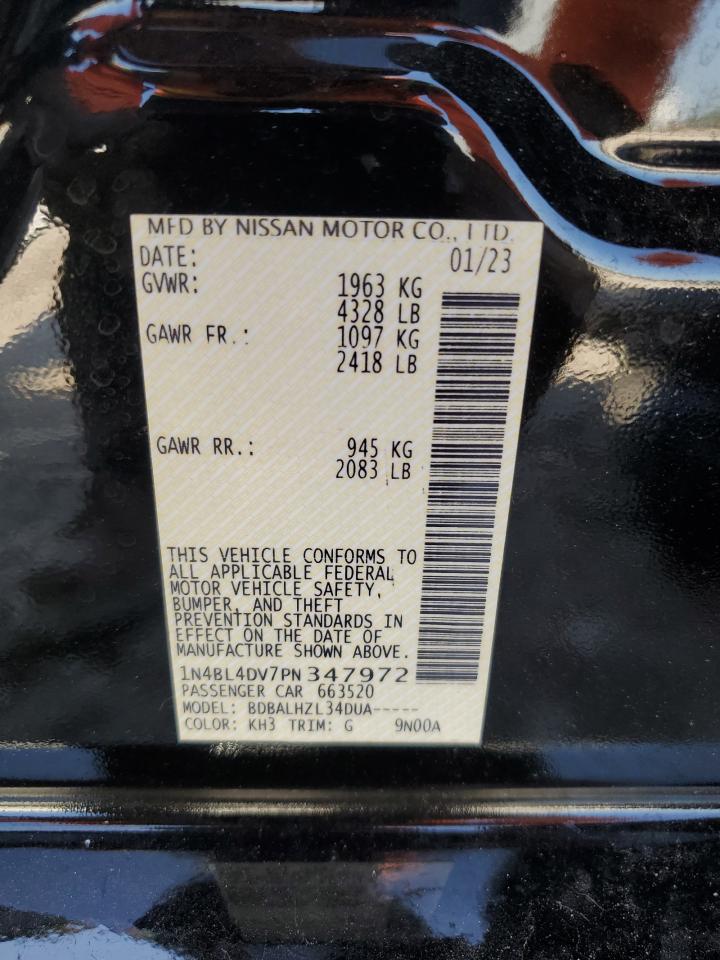 MFD BY NISSAN MOTOR CO., LTD.
DATE: 01/23
GVWR: 1963 KG
4328 LB
GAWR FR.: 1097 KG
2418 LB
GAWR RR.: 945 KG
2083 LB
THIS VEHICLE CONFORMS TO
ALL APPLICABLE FEDERAL
MOTOR VEHICLE SAFETY,
BUMPER, AND THEFT
PREVENTION STANDARDS IN
EFFECT ON THE DATE OF
MANUFACTURE SHOWN ABOVE.
1N4BL4DV7PN347972
PASSENGER CAR 663520
MODEL: BDBALHZL34DUA-----
COLOR: KH3 TRIM: G 9N00A